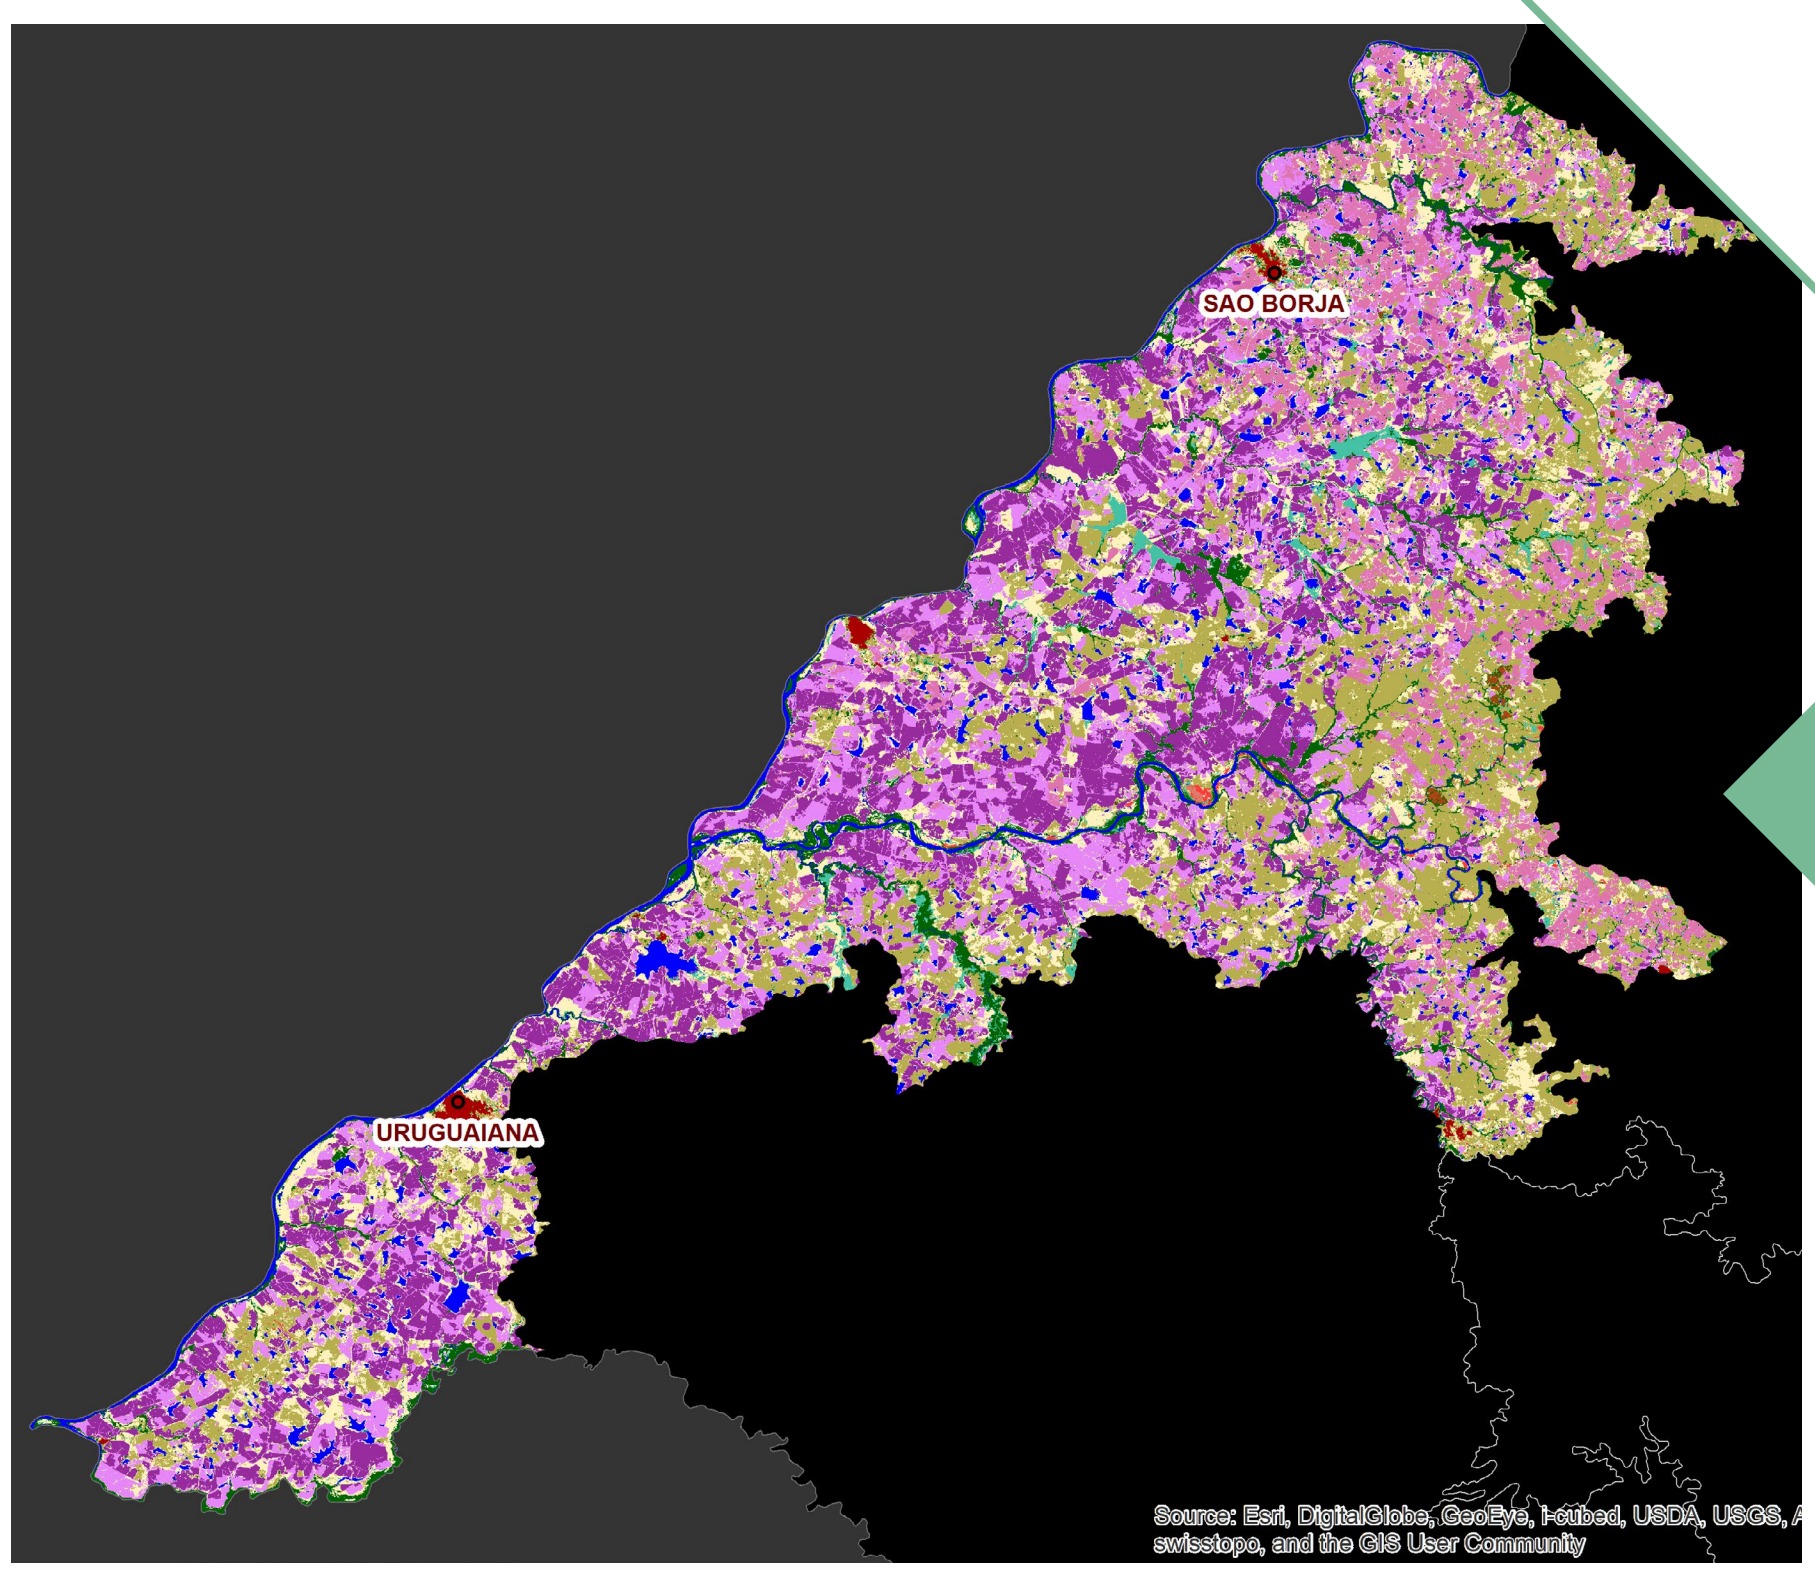 SAO BORJA
URUGUAIANA
Source: Esri, DigitalGlobe, GeoEye, i-cubed, USDA, USGS, A
swisstopo, and the GIS User Community